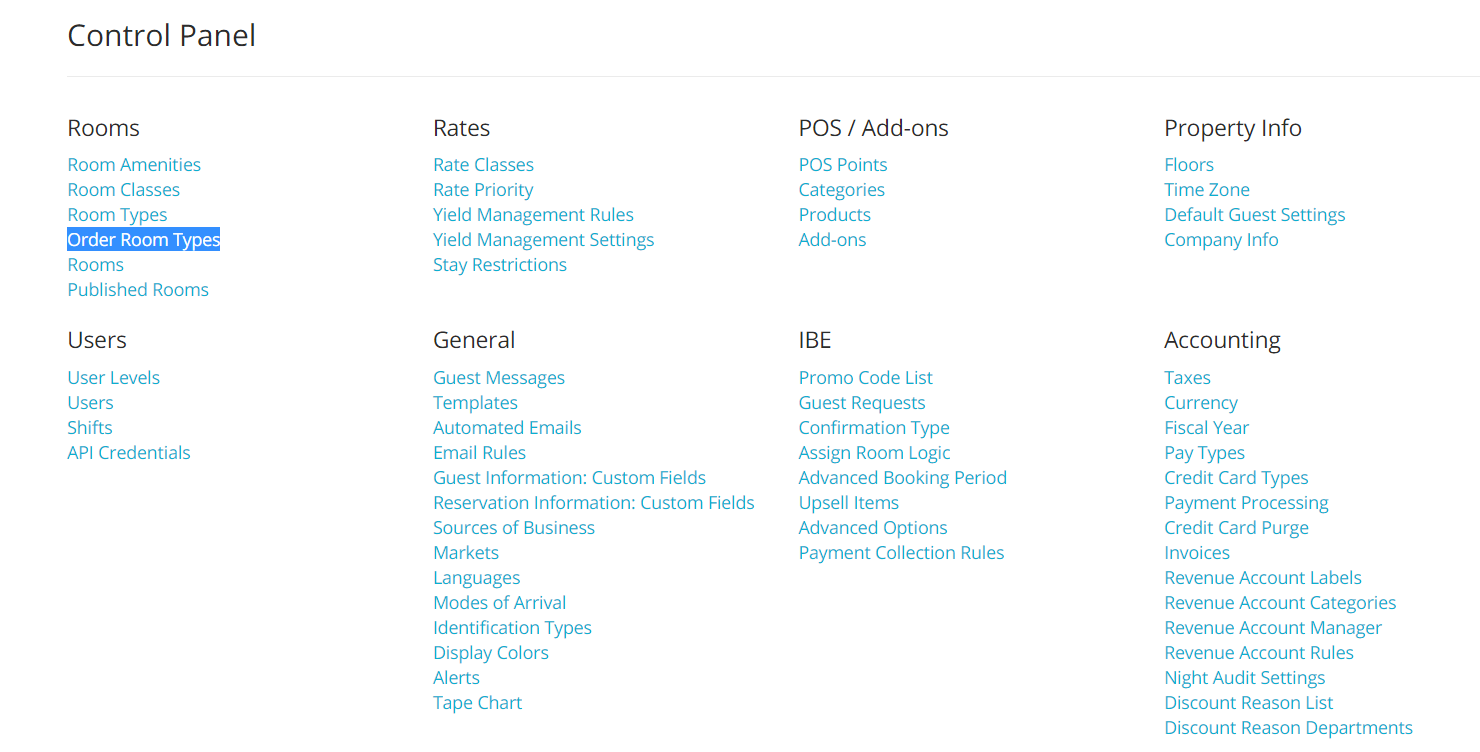 Control Panel
Rooms
Room Amenities
Room Classes
Room Types
Order Room Types
Rooms
Published Rooms
Rates
Rate Classes
Rate Priority
Yield Management Rules
Yield Management Settings
Stay Restrictions
POS / Add-ons
POS Points
Categories
Products
Add-ons
Property Info
Floors
Time Zone
Default Guest Settings
Company Info
Users
User Levels
Users
Shifts
API Credentials
General
Guest Messages
Templates
Automated Emails
Email Rules
Guest Information: Custom Fields
Reservation Information: Custom Fields
Sources of Business
Markets
Languages
Modes of Arrival
Identification Types
Display Colors
Alerts
Tape Chart
IBE
Promo Code List
Guest Requests
Confirmation Type
Assign Room Logic
Advanced Booking Period
Upsell Items
Advanced Options
Payment Collection Rules
Accounting
Taxes
Currency
Fiscal Year
Pay Types
Credit Card Types
Payment Processing
Credit Card Purge
Invoices
Revenue Account Labels
Revenue Account Categories
Revenue Account Manager
Revenue Account Rules
Night Audit Settings
Discount Reason List
Discount Reason Departments